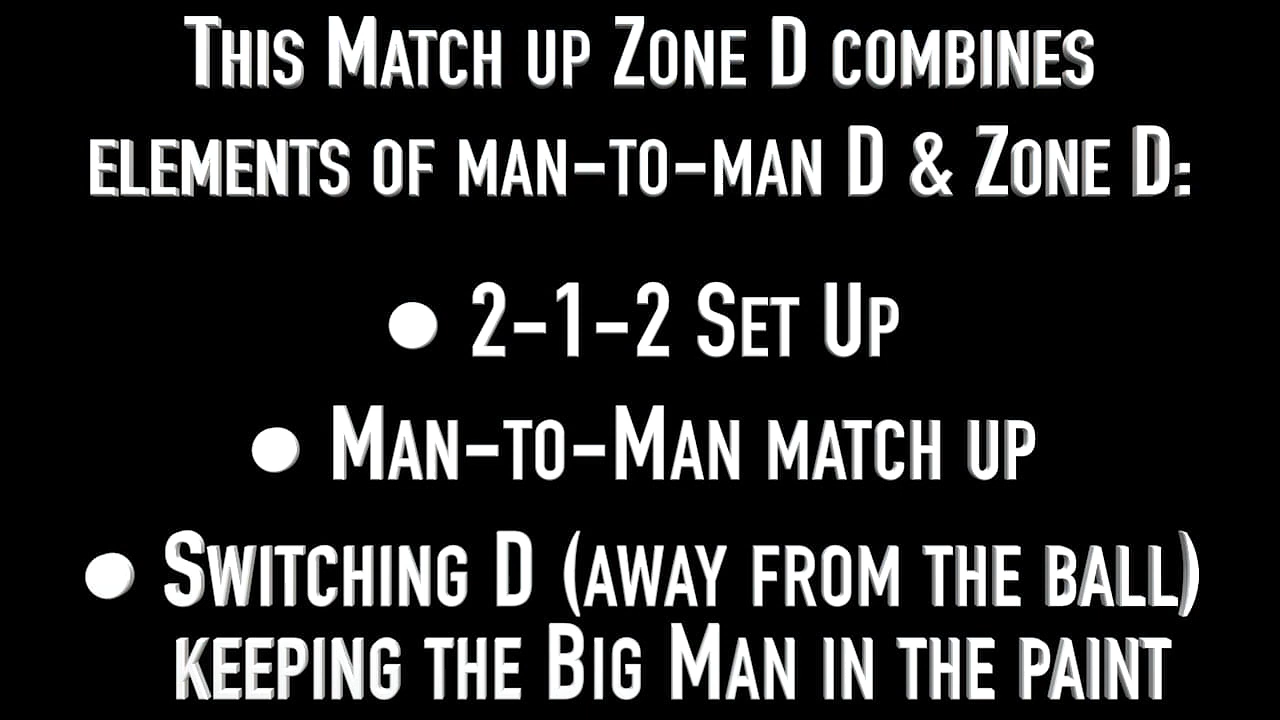 This Match up Zone D combines
elements of man-to-man D & Zone D:
• 2-1-2 Set Up
• Man-to-Man match up
• Switching D (away from the ball)
keeping the Big Man in the paint